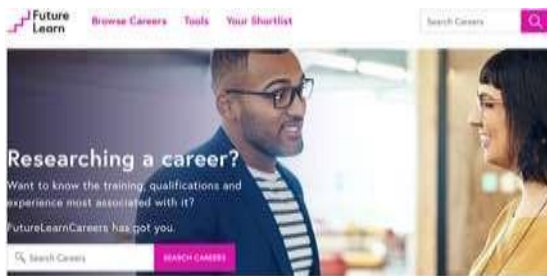 Future
Learn
Browse Careers Tools Your Shortlist
Search Careers
Researching a career?
Want to know the training, qualifications and
experience most associated with it?
FutureLearnCareers has got you.
Search Careers
SEARCH CAREERS